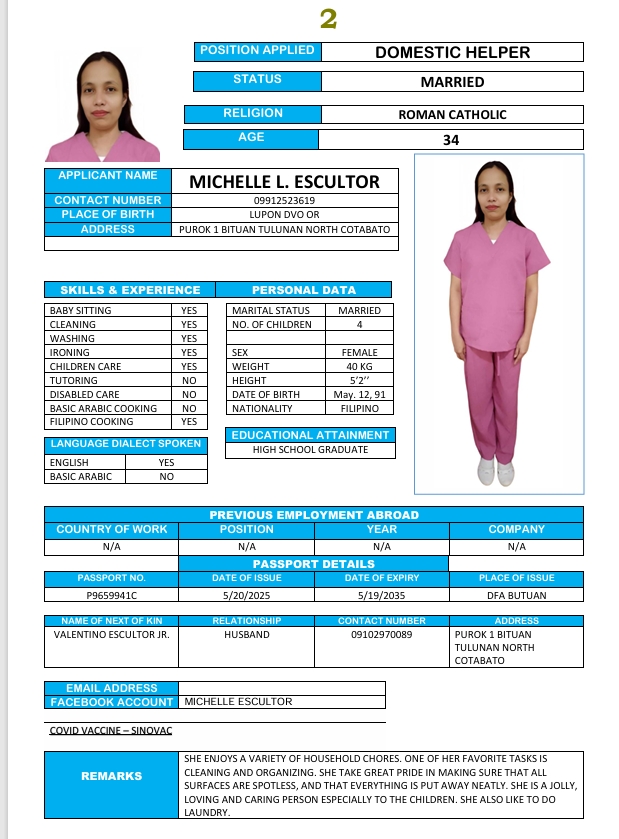 2
POSITION APPLIED DOMESTIC HELPER
STATUS MARRIED
RELIGION ROMAN CATHOLIC
AGE 34
APPLICANT NAME MICHELLE L. ESCULTOR
CONTACT NUMBER 09912523619
PLACE OF BIRTH LUPON DVO OR
ADDRESS PUROK 1 BITUAN TULUNAN NORTH COTABATO
SKILLS & EXPERIENCE PERSONAL DATA
BABY SITTING YES
CLEANING YES
WASHING YES
IRONING YES
CHILDREN CARE YES
TUTORING NO
DISABLED CARE NO
BASIC ARABIC COOKING NO
FILIPINO COOKING YES
MARITAL STATUS MARRIED
NO. OF CHILDREN 4
SEX FEMALE
WEIGHT 40 KG
HEIGHT 5’2’’
DATE OF BIRTH May. 12, 91
NATIONALITY FILIPINO
LANGUAGE DIALECT SPOKEN
ENGLISH YES
BASIC ARABIC NO
EDUCATIONAL ATTAINMENT
HIGH SCHOOL GRADUATE
PREVIOUS EMPLOYMENT ABROAD
COUNTRY OF WORK POSITION YEAR COMPANY
N/A N/A N/A N/A
PASSPORT DETAILS
PASSPORT NO. DATE OF ISSUE DATE OF EXPIRY PLACE OF ISSUE
P9659941C 5/20/2025 5/19/2035 DFA BUTUAN
NAME OF NEXT OF KIN RELATIONSHIP CONTACT NUMBER ADDRESS
VALENTINO ESCULTOR JR. HUSBAND 09102970089 PUROK 1 BITUAN
TULUNAN NORTH
COTABATO
EMAIL ADDRESS
FACEBOOK ACCOUNT MICHELLE ESCULTOR
COVID VACCINE – SINOVAC
REMARKS
SHE ENJOYS A VARIETY OF HOUSEHOLD CHORES. ONE OF HER FAVORITE TASKS IS
CLEANING AND ORGANIZING. SHE TAKE GREAT PRIDE IN MAKING SURE THAT ALL
SURFACES ARE SPOTLESS, AND THAT EVERYTHING IS PUT AWAY NEATLY. SHE IS A JOLLY,
LOVING AND CARING PERSON ESPECIALLY TO THE CHILDREN. SHE ALSO LIKE TO DO
LAUNDRY.